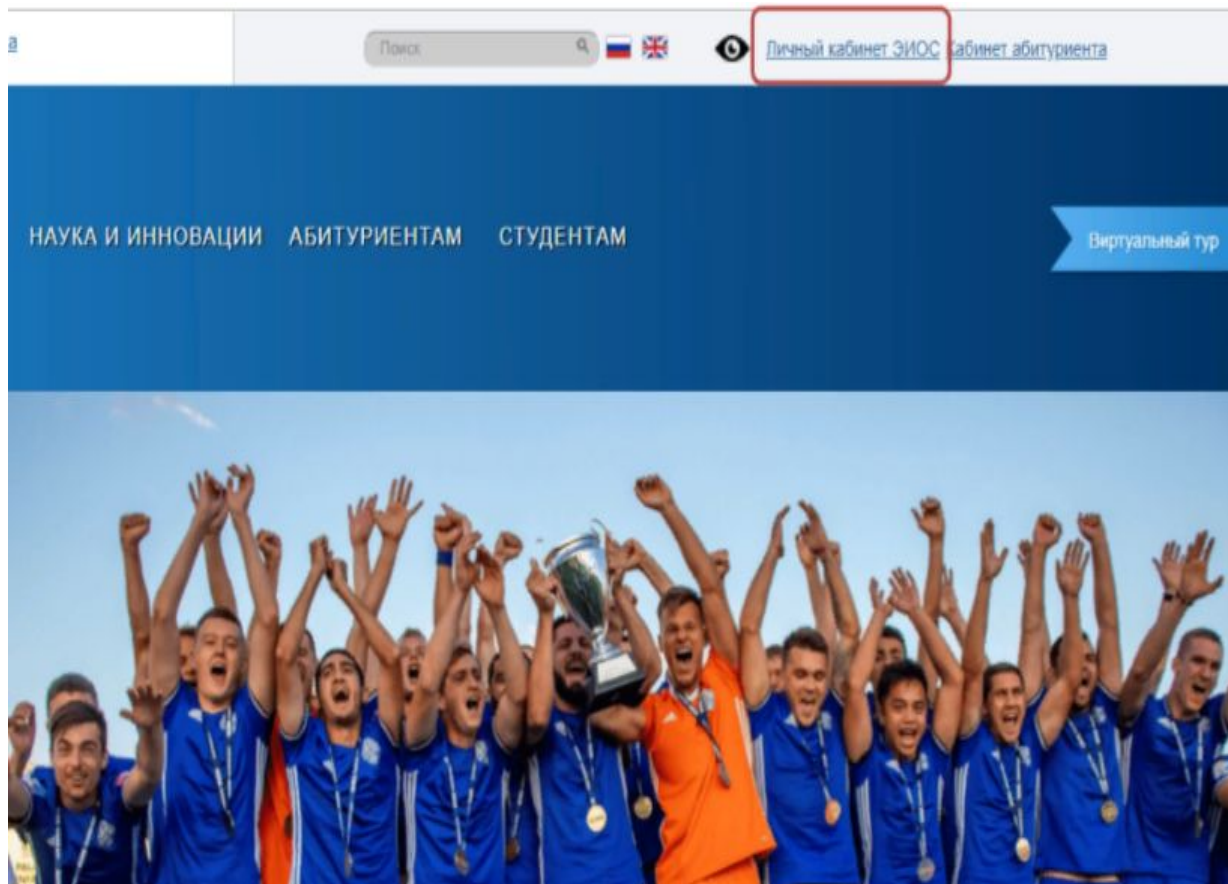 а
Поиск
Личный кабинет ЭИОС Кабинет абитуриента
НАУКА И ИННОВАЦИИ АБИТУРИЕНТАМ СТУДЕНТАМ
Виртуальный тур